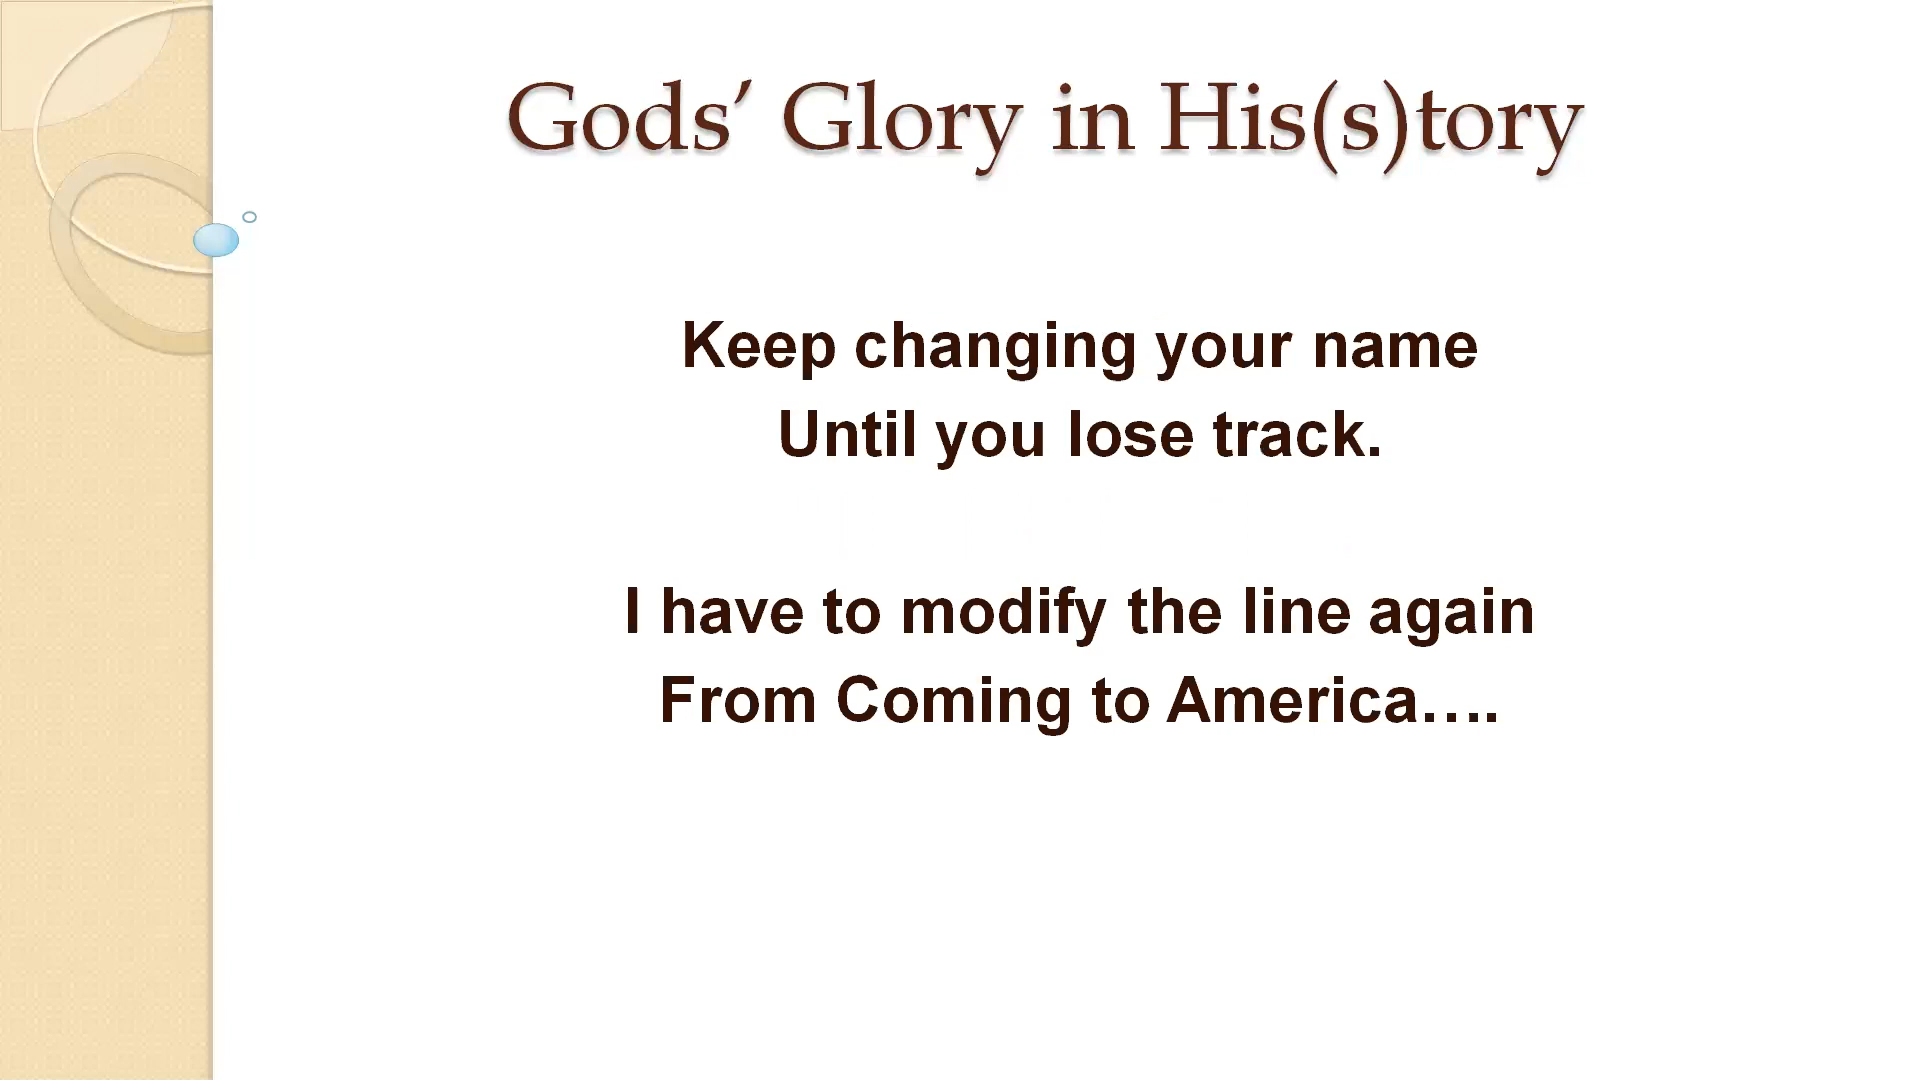 Gods’ Glory in His(s)tory
Keep changing your name
Until you lose track.
I have to modify the line again
From Coming to America….